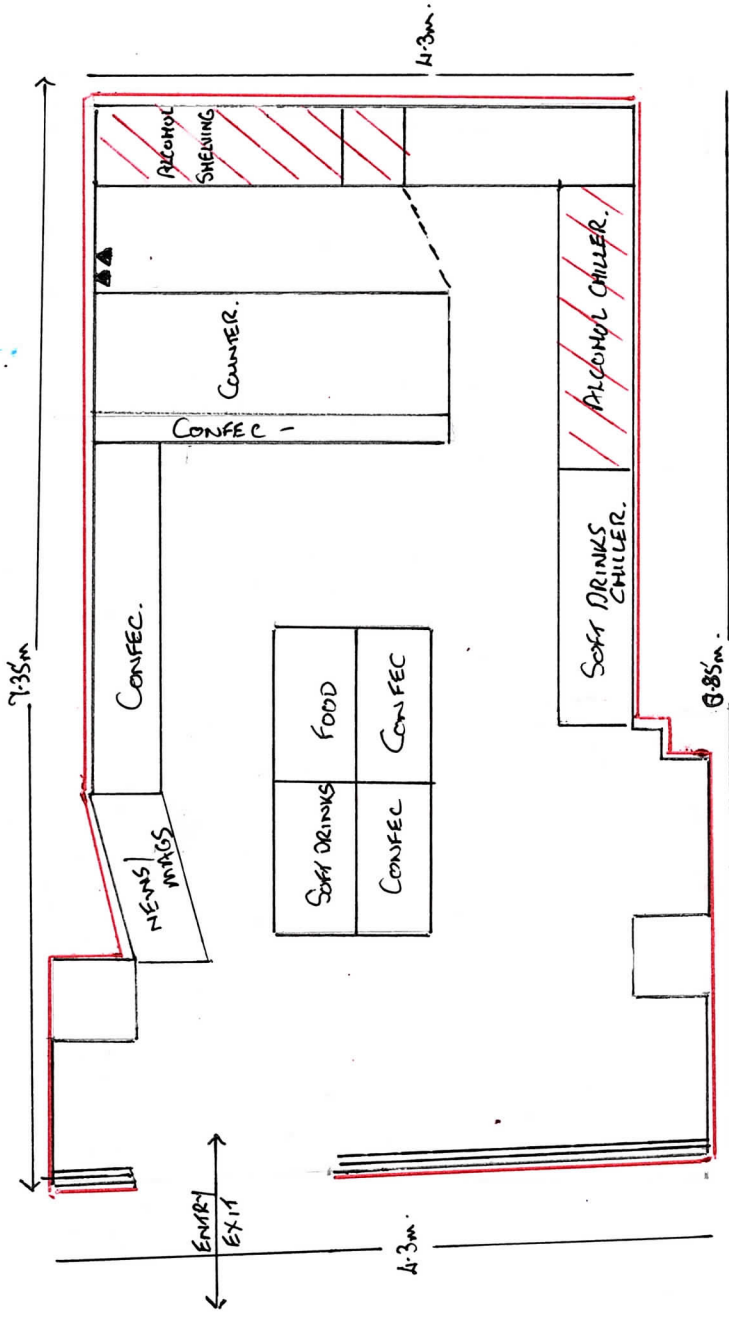 7.35m.
4.3m.
ALCOHOL
SHELVING
COUNTER.
CONFEC -
CONFEC.
NEWS/
MAGS
ALCOHOL CHILLER.
SOFT DRINKS
CHILLER.
SOFT DRINKS
FOOD
CONFEC
CONFEC
ENTRY
EXIT
4.3m.
8.85m.